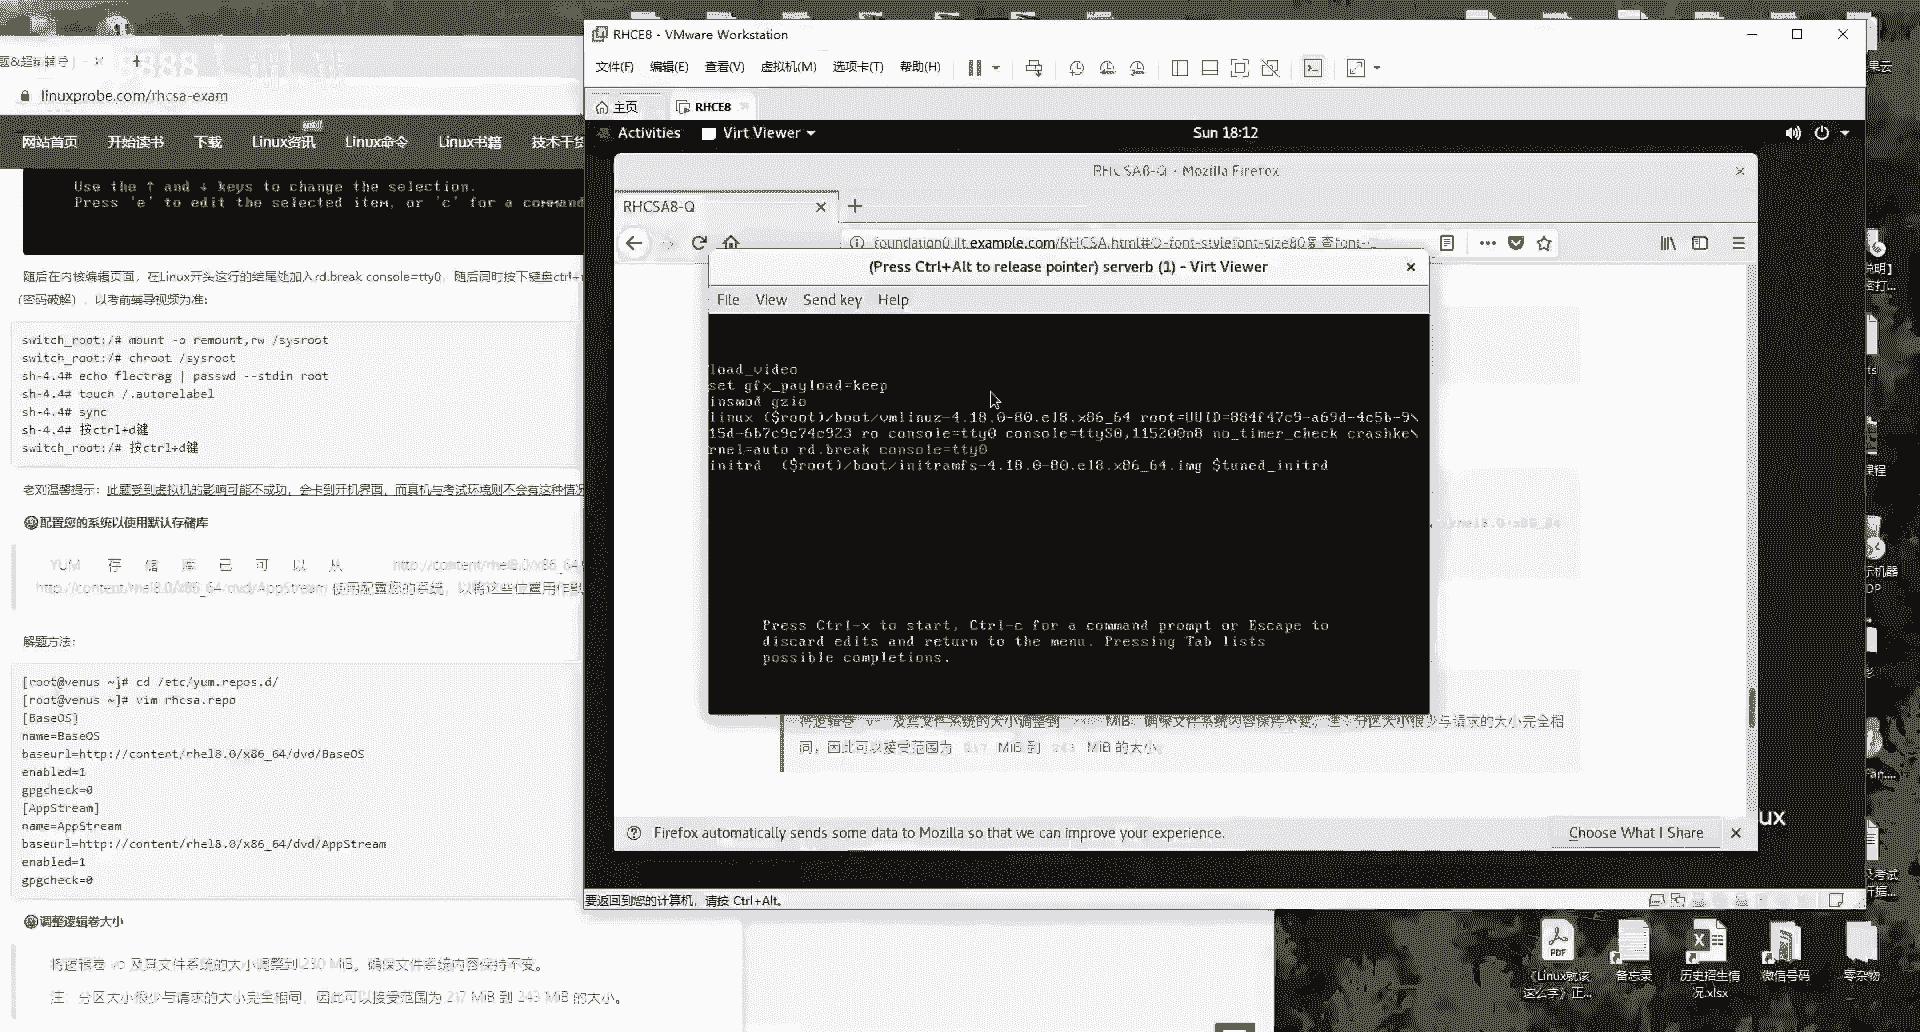 RHCE8 - VMware Workstation
文件(F) 编辑(E) 查看(V) 虚拟机(M) 选项卡(T) 帮助(H)
主页 RHCE8
Activities Virt Viewer Sun 18:12
RHCSA8-Q - Mozilla Firefox
RHCSA8-Q
(Press Ctrl+Alt to release pointer) serverb (1) - Virt Viewer
File View Send key Help
load_video
set gfx_payload=keep
insmod gzio
linux ($root)/boot/vmlinuz-4.18.0-80.el8.x86_64 root=UUID=884f47c9-a69d-4c5b-9\
15d-6b7c9c74c923 ro console=tty0 console=ttyS0,115200n8 no_timer_check crashke\
rnel=auto rd.break console=tty0
initrd ($root)/boot/initramfs-4.18.0-80.el8.x86_64.img $tuned_initrd
Press Ctrl-x to start, Ctrl-c for a command prompt or Escape to
discard edits and return to the menu. Pressing Tab lists
possible completions.
及其文件系统的大小调整到 MiB。确保文件系统内容保持不变。注：分区大小很少与请求的大小完全相
同，因此可以接受范围为 217 MiB 到 243 MiB 的大小。
Firefox automatically sends some data to Mozilla so that we can improve your experience. Choose What I Share
要返回到您的计算机，请按 Ctrl+Alt。
linuxprobe.com/rhcsa-exam
网站首页 开始读书 下载 Linux资讯 Linux命令 Linux书籍 技术干货
Use the ↑ and ↓ keys to change the selection.
Press 'e' to edit the selected item, or 'c' for a command
随后在内核编辑页面，在Linux开头这行的结尾处加入rd.break console=tty0，随后同时按下键盘ctrl+
（密码破解），以考前辅导视频为准：
switch_root:/# mount -o remount,rw /sysroot
switch_root:/# chroot /sysroot
sh-4.4# echo flectrag | passwd --stdin root
sh-4.4# touch /.autorelabel
sh-4.4# sync
sh-4.4# 按ctrl+d键
switch_root:/# 按ctrl+d键
老刘温馨提示：此题受到虚拟机的影响可能不成功，会卡到开机界面，而真机与考试环境则不会有这种情况
配置您的系统以使用默认存储库
YUM 存储库已可以从 http://content/rhel8.0/x86_64
http://content/rhel8.0/x86_64/dvd/AppStream 使用配置您的系统，以将这些位置用作默
解题方法：
[root@venus ~]# cd /etc/yum.repos.d/
[root@venus ~]# vim rhcsa.repo
[BaseOS]
name=BaseOS
baseurl=http://content/rhel8.0/x86_64/dvd/BaseOS
enabled=1
gpgcheck=0
[AppStream]
name=AppStream
baseurl=http://content/rhel8.0/x86_64/dvd/AppStream
enabled=1
gpgcheck=0
调整逻辑卷大小
将逻辑卷 vo 及其文件系统的大小调整到 230 MiB。确保文件系统内容保持不变。
注：分区大小很少与请求的大小完全相同，因此可以接受范围为 217 MiB 到 243 MiB 的大小。
《Linux就该这么学》正...
备忘录
历史招生情况.xlsx
微信号码
零杂物